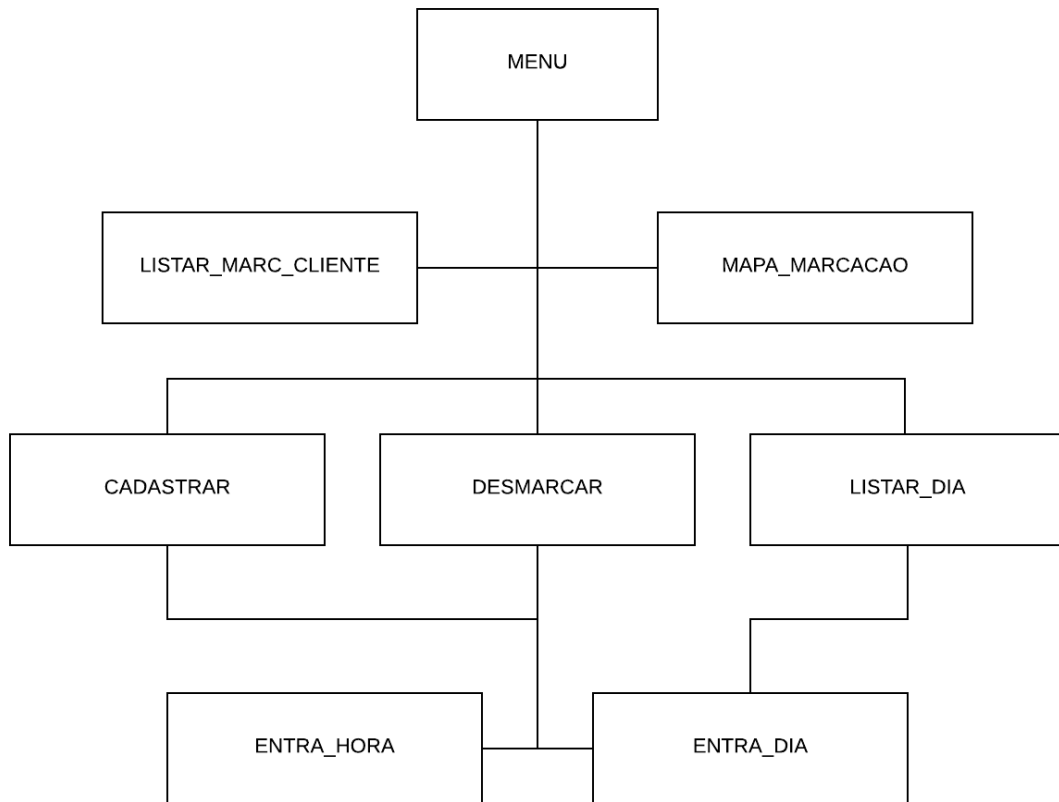 MENU
LISTAR_MARC_CLIENTE
MAPA_MARCACAO
CADASTRAR
DESMARCAR
LISTAR_DIA
ENTRA_HORA
ENTRA_DIA